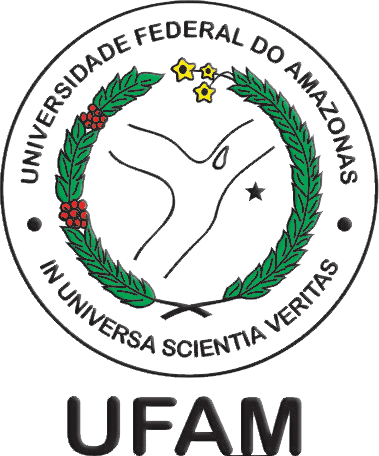 UNIVERSIDADE FEDERAL DO AMAZONAS
IN UNIVERSA SCIENTIA VERITAS
UFAM